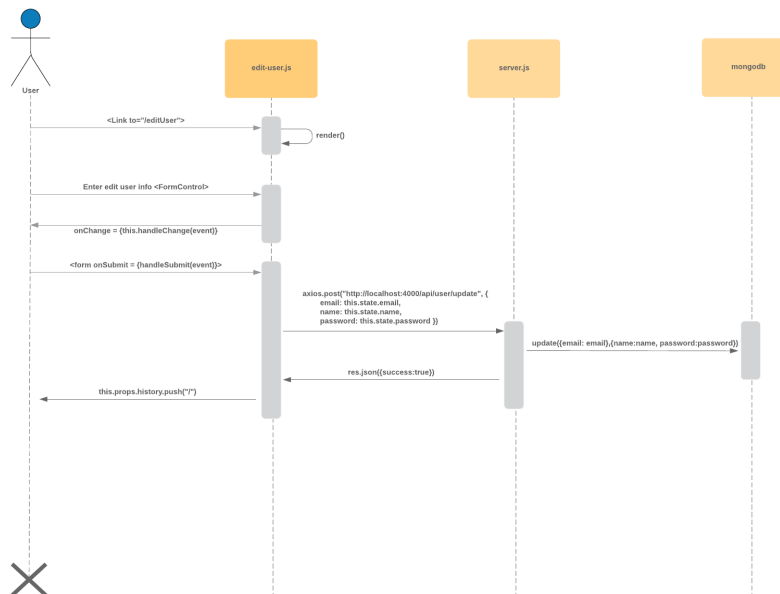 edit-user.js
server.js
mongodb
User
<Link to="/editUser">
render()
Enter edit user info <FormControl>
onChange = {this.handleChange(event)}
<form onSubmit = {handleSubmit(event)}>
axios.post("http://localhost:4000/api/user/update", {
email: this.state.email,
name: this.state.name,
password: this.state.password })
update({email: email},{name:name, password:password})
res.json({success:true})
this.props.history.push("/")